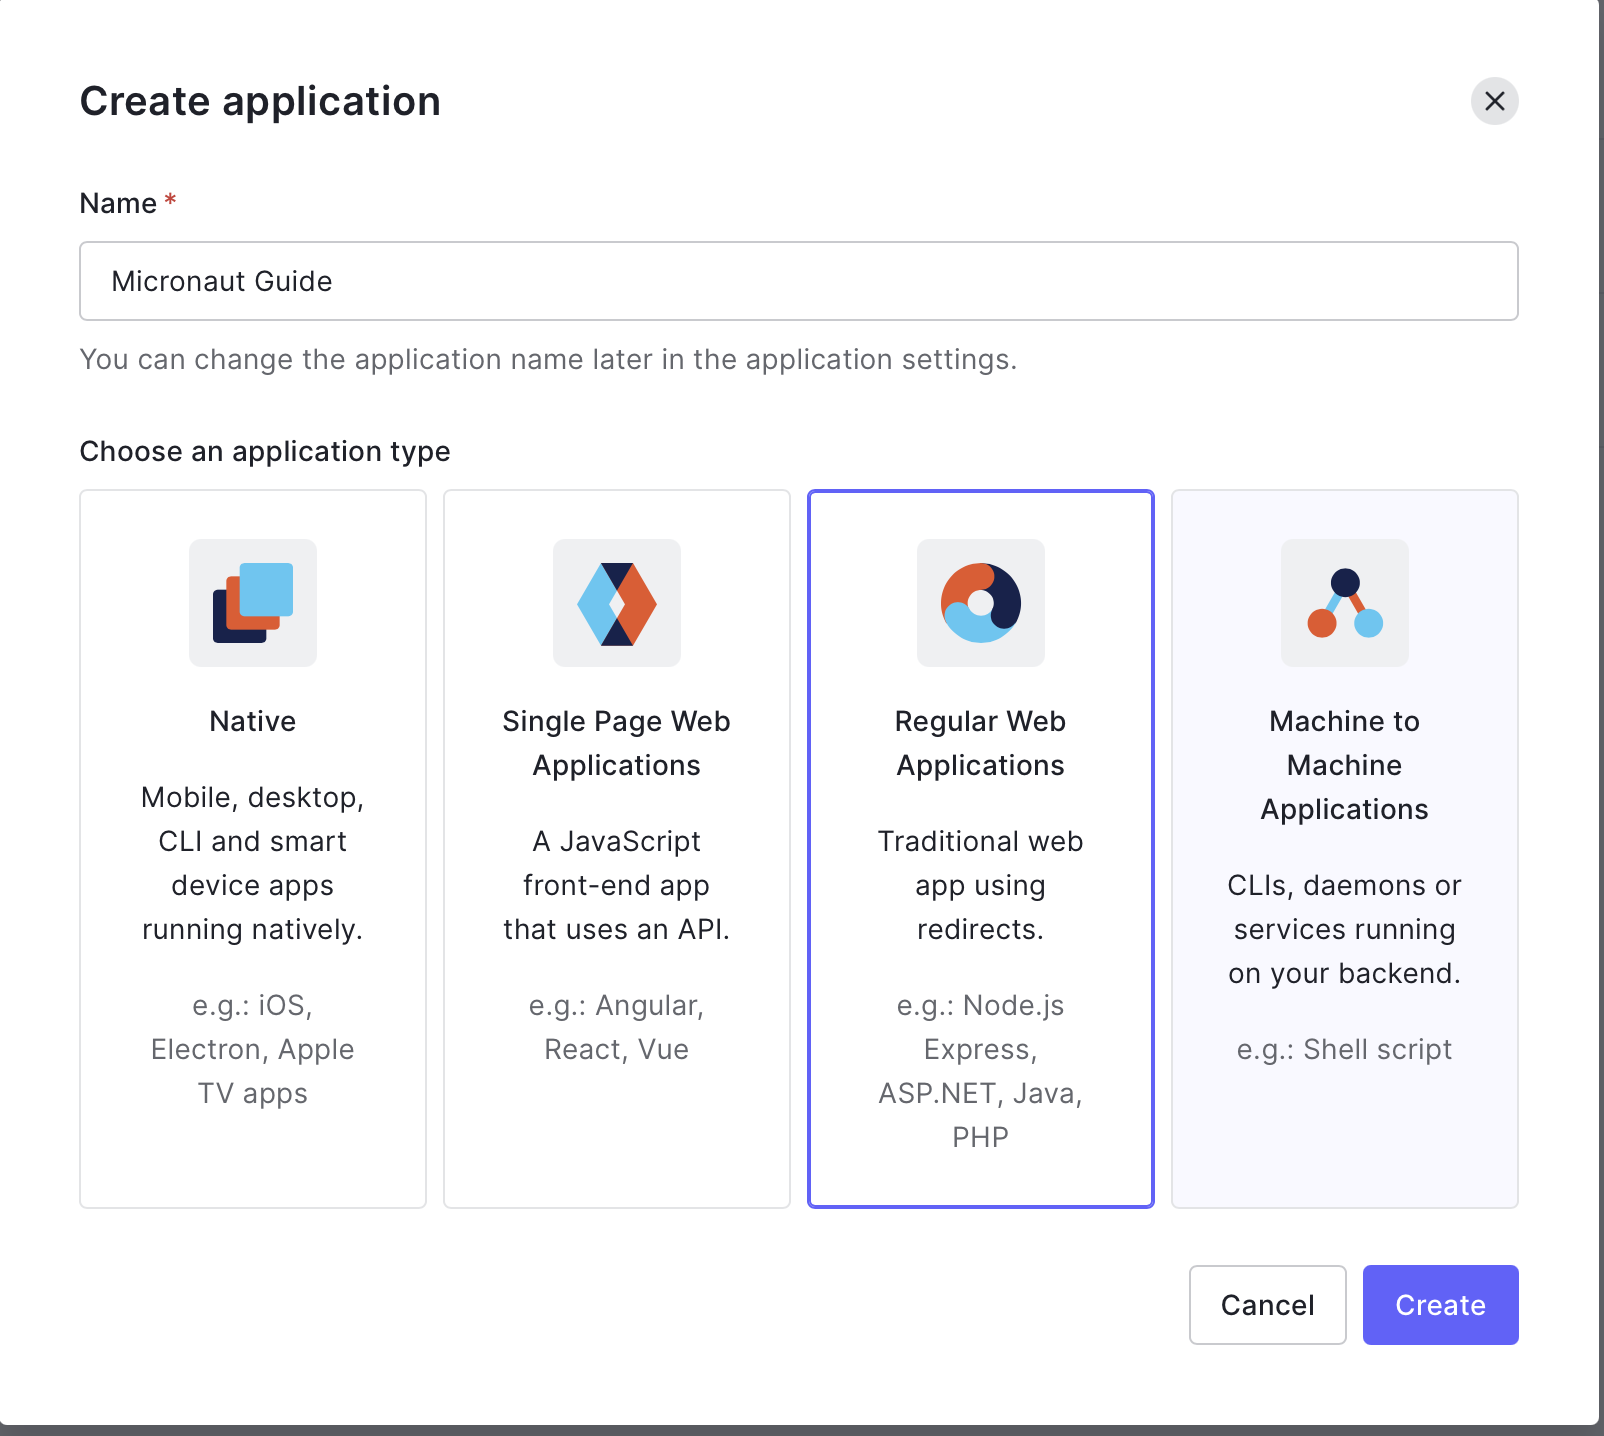 Create application
Name *
Micronaut Guide
You can change the application name later in the application settings.
Choose an application type
Native
Mobile, desktop,
CLI and smart
device apps
running natively.
e.g.: iOS,
Electron, Apple
TV apps
Single Page Web
Applications
A JavaScript
front-end app
that uses an API.
e.g.: Angular,
React, Vue
Regular Web
Applications
Traditional web
app using
redirects.
e.g.: Node.js
Express,
ASP.NET, Java,
PHP
Machine to
Machine
Applications
CLIs, daemons or
services running
on your backend.
e.g.: Shell script
Cancel
Create